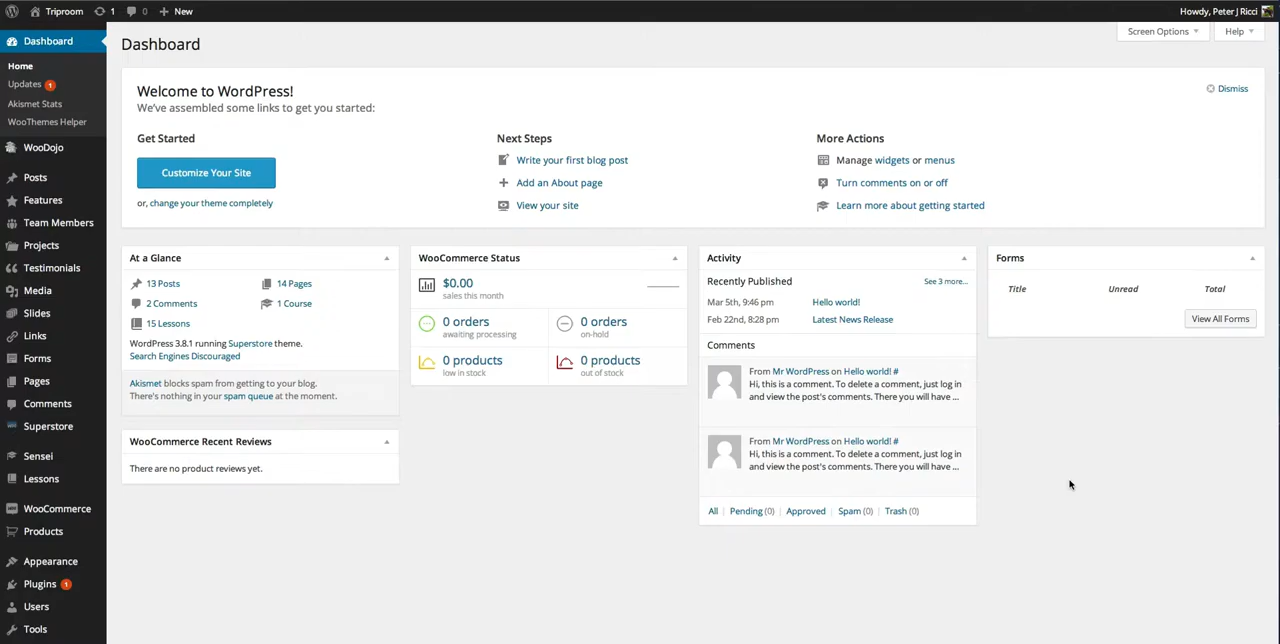 Triproom 1 0 New Howdy, Peter J Ricci
Screen Options Help
Dashboard
Home
Updates 1
Akismet Stats
WooThemes Helper
WooDojo
Posts
Features
Team Members
Projects
Testimonials
Media
Slides
Links
Forms
Pages
Comments
Superstore
Sensei
Lessons
WooCommerce
Products
Appearance
Plugins 1
Users
Tools
Dashboard
Welcome to WordPress!
We've assembled some links to get you started:
Dismiss
Get Started
Customize Your Site
or, change your theme completely
Next Steps
Write your first blog post
Add an About page
View your site
More Actions
Manage widgets or menus
Turn comments on or off
Learn more about getting started
At a Glance
13 Posts 14 Pages
2 Comments 1 Course
15 Lessons
WordPress 3.8.1 running Superstore theme.
Search Engines Discouraged
Akismet blocks spam from getting to your blog.
There's nothing in your spam queue at the moment.
WooCommerce Recent Reviews
There are no product reviews yet.
WooCommerce Status
$0.00
sales this month
0 orders 0 orders
awaiting processing on-hold
0 products 0 products
low in stock out of stock
Activity
Recently Published See 3 more...
Mar 5th, 9:46 pm Hello world!
Feb 22nd, 8:28 pm Latest News Release
Comments
From Mr WordPress on Hello world! #
Hi, this is a comment. To delete a comment, just log in
and view the post's comments. There you will have ...
From Mr WordPress on Hello world! #
Hi, this is a comment. To delete a comment, just log in
and view the post's comments. There you will have ...
All | Pending (0) | Approved | Spam (0) | Trash (0)
Forms
Title Unread Total
View All Forms